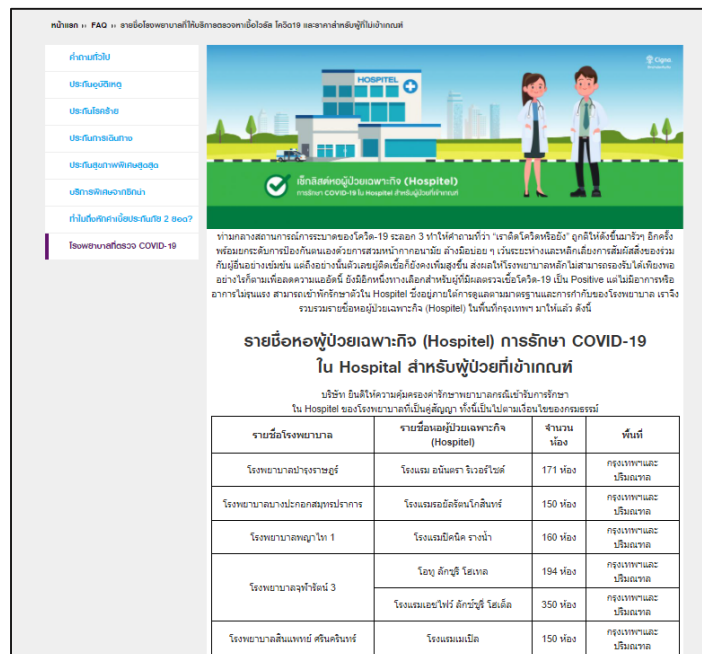 หน้าแรก ›› FAQ ›› รายชื่อโรงพยาบาลที่ให้บริการตรวจหาเชื้อไวรัส โควิด19 และราคาสำหรับผู้ที่ไม่เข้าเกณฑ์
คำถามทั่วไป
ประกันอุบัติเหตุ
ประกันโรคร้าย
ประกันการเดินทาง
ประกันสุขภาพพิเศษสุดสุด
บริการพิเศษจากซิกน่า
ทำไมถึงหักค่าเบี้ยประกันภัย 2 ยอด?
โรงพยาบาลที่ตรวจ COVID-19
Cigna
HOSPITEL
เช็กลิสต์หอผู้ป่วยเฉพาะกิจ (Hospitel)
การรักษา COVID-19 ใน Hospitel สำหรับผู้ป่วยที่เข้าเกณฑ์
ท่ามกลางสถานการณ์การระบาดของโควิด-19 ระลอก 3 ทำให้คำถามที่ว่า “เราติดโควิดหรือยัง” ถูกตีให้ดังขึ้นมารัวๆ อีกครั้ง
พร้อมยกระดับการป้องกันตนเองด้วยการสวมหน้ากากอนามัย ล้างมือบ่อย ๆ เว้นระยะห่างและหลีกเลี่ยงการสัมผัสสิ่งของร่วม
กับผู้อื่นอย่างเข้มข้น แต่ถึงอย่างนั้นตัวเลขผู้ติดเชื้อก็ยังคงเพิ่มสูงขึ้น ส่งผลให้โรงพยาบาลหลักไม่สามารถรองรับได้เพียงพอ
อย่างไรก็ตามเพื่อลดความแออัดนี้ ยังมีอีกหนึ่งทางเลือกสำหรับผู้ที่มีผลตรวจเชื้อโควิด-19 เป็น Positive แต่ไม่มีอาการหรือ
อาการไม่รุนแรง สามารถเข้าพักรักษาตัวใน Hospitel ซึ่งอยู่ภายใต้การดูแลตามมาตรฐานและการกำกับของโรงพยาบาล เราจึง
รวบรวมรายชื่อหอผู้ป่วยเฉพาะกิจ (Hospitel) ในพื้นที่กรุงเทพฯ มาให้แล้ว ดังนี้
รายชื่อหอผู้ป่วยเฉพาะกิจ (Hospitel) การรักษา COVID-19
ใน Hospital สำหรับผู้ป่วยที่เข้าเกณฑ์
บริษัท ยินดีให้ความคุ้มครองค่ารักษาพยาบาลกรณีเข้ารับการรักษา
ใน Hospitel ของโรงพยาบาลที่เป็นคู่สัญญา ทั้งนี้เป็นไปตามเงื่อนไขของกรมธรรม์
รายชื่อโรงพยาบาล รายชื่อหอผู้ป่วยเฉพาะกิจ (Hospitel) จำนวนห้อง พื้นที่
โรงพยาบาลบำรุงราษฎร์ โรงแรม อนันตรา ริเวอร์ไซด์ 171 ห้อง กรุงเทพฯและปริมณฑล
โรงพยาบาลบางปะกอกสมุทรปราการ โรงแรมรอยัลรัตนโกสินทร์ 150 ห้อง กรุงเทพฯและปริมณฑล
โรงพยาบาลพญาไท 1 โรงแรมปิคนิค รางน้ำ 160 ห้อง กรุงเทพฯและปริมณฑล
โรงพยาบาลจุฬารัตน์ 3 โอทู ลักชูรี โฮเทล 194 ห้อง กรุงเทพฯและปริมณฑล
โรงแรมเอชไฟว์ ลักซ์ชูรี่ โฮเต็ล 350 ห้อง กรุงเทพฯและปริมณฑล
โรงพยาบาลสินแพทย์ ศรีนครินทร์ โรงแรมเมเปิล 150 ห้อง กรุงเทพฯและปริมณฑล